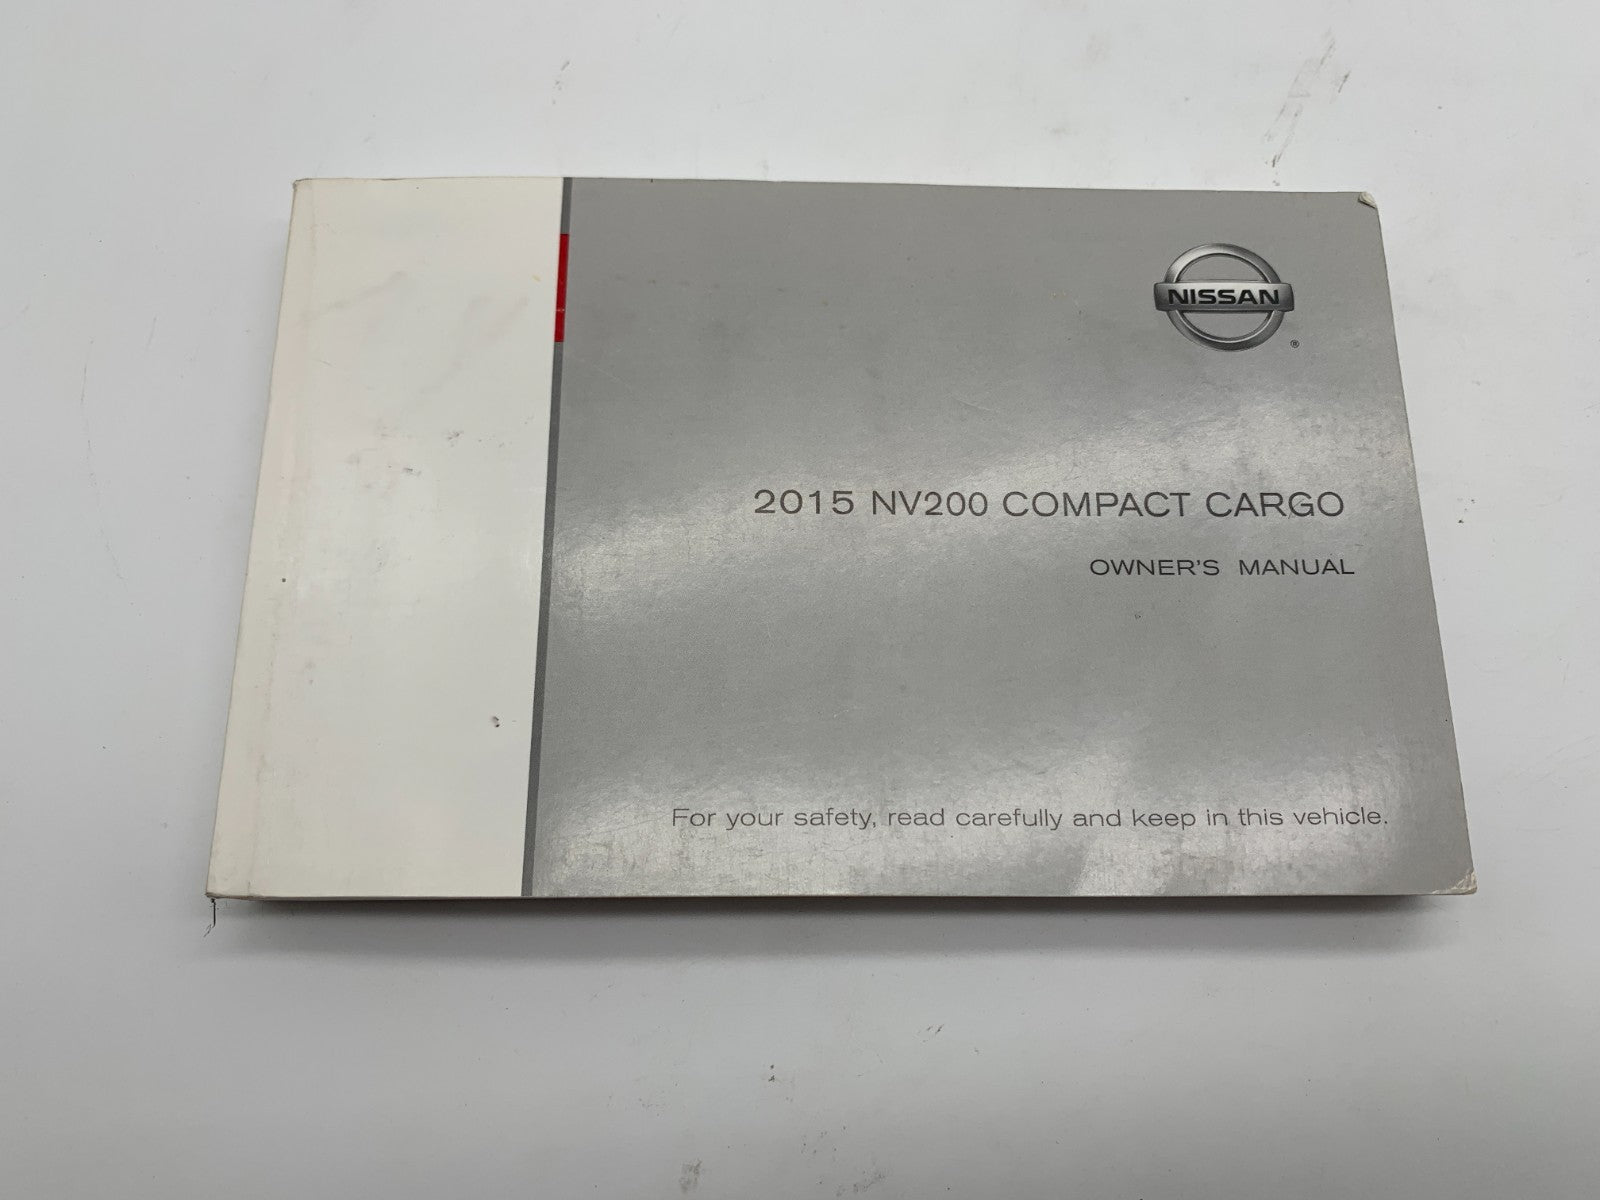 NISSAN
®
2015 NV200 COMPACT CARGO
OWNER'S MANUAL
For your safety, read carefully and keep in this vehicle.